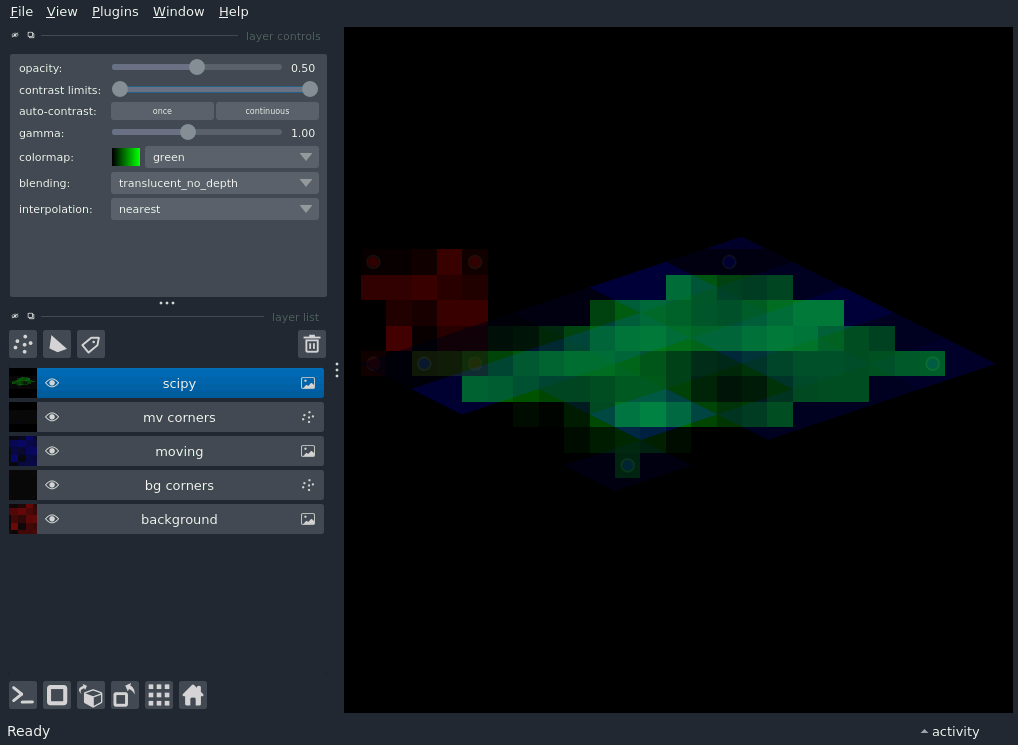 File View Plugins Window Help
layer controls
opacity: 0.50
contrast limits:
auto-contrast: once continuous
gamma: 1.00
colormap: green
blending: translucent_no_depth
interpolation: nearest
layer list
scipy
mv corners
moving
bg corners
background
Ready
activity